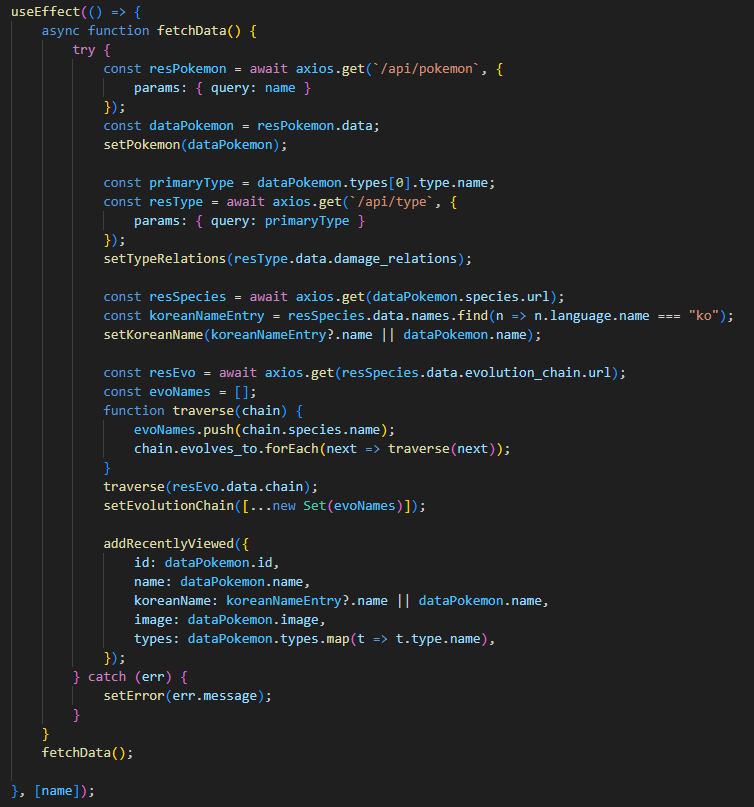 useEffect(() => {
    async function fetchData() {
        try {
            const resPokemon = await axios.get(`/api/pokemon`, {
                params: { query: name }
            });
            const dataPokemon = resPokemon.data;
            setPokemon(dataPokemon);

            const primaryType = dataPokemon.types[0].type.name;
            const resType = await axios.get(`/api/type`, {
                params: { query: primaryType }
            });
            setTypeRelations(resType.data.damage_relations);

            const resSpecies = await axios.get(dataPokemon.species.url);
            const koreanNameEntry = resSpecies.data.names.find(n => n.language.name === "ko");
            setKoreanName(koreanNameEntry?.name || dataPokemon.name);

            const resEvo = await axios.get(resSpecies.data.evolution_chain.url);
            const evoNames = [];
            function traverse(chain) {
                evoNames.push(chain.species.name);
                chain.evolves_to.forEach(next => traverse(next));
            }
            traverse(resEvo.data.chain);
            setEvolutionChain([...new Set(evoNames)]);

            addRecentlyViewed({
                id: dataPokemon.id,
                name: dataPokemon.name,
                koreanName: koreanNameEntry?.name || dataPokemon.name,
                image: dataPokemon.image,
                types: dataPokemon.types.map(t => t.type.name),
            });
        } catch (err) {
            setError(err.message);
        }
    }
    fetchData();

}, [name]);